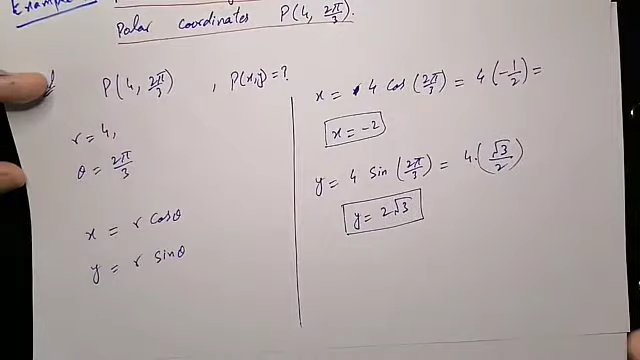 Example
Polar coordinates P(4, 2π/3).
P(4, 2π/3) , P(x,y) = ?
r = 4,
θ = 2π/3
x = r cosθ
y = r sinθ
x = 4 cos (2π/3) = 4 (-1/2) =
x = -2
y = 4 sin (2π/3) = 4.(√3/2)
y = 2√3